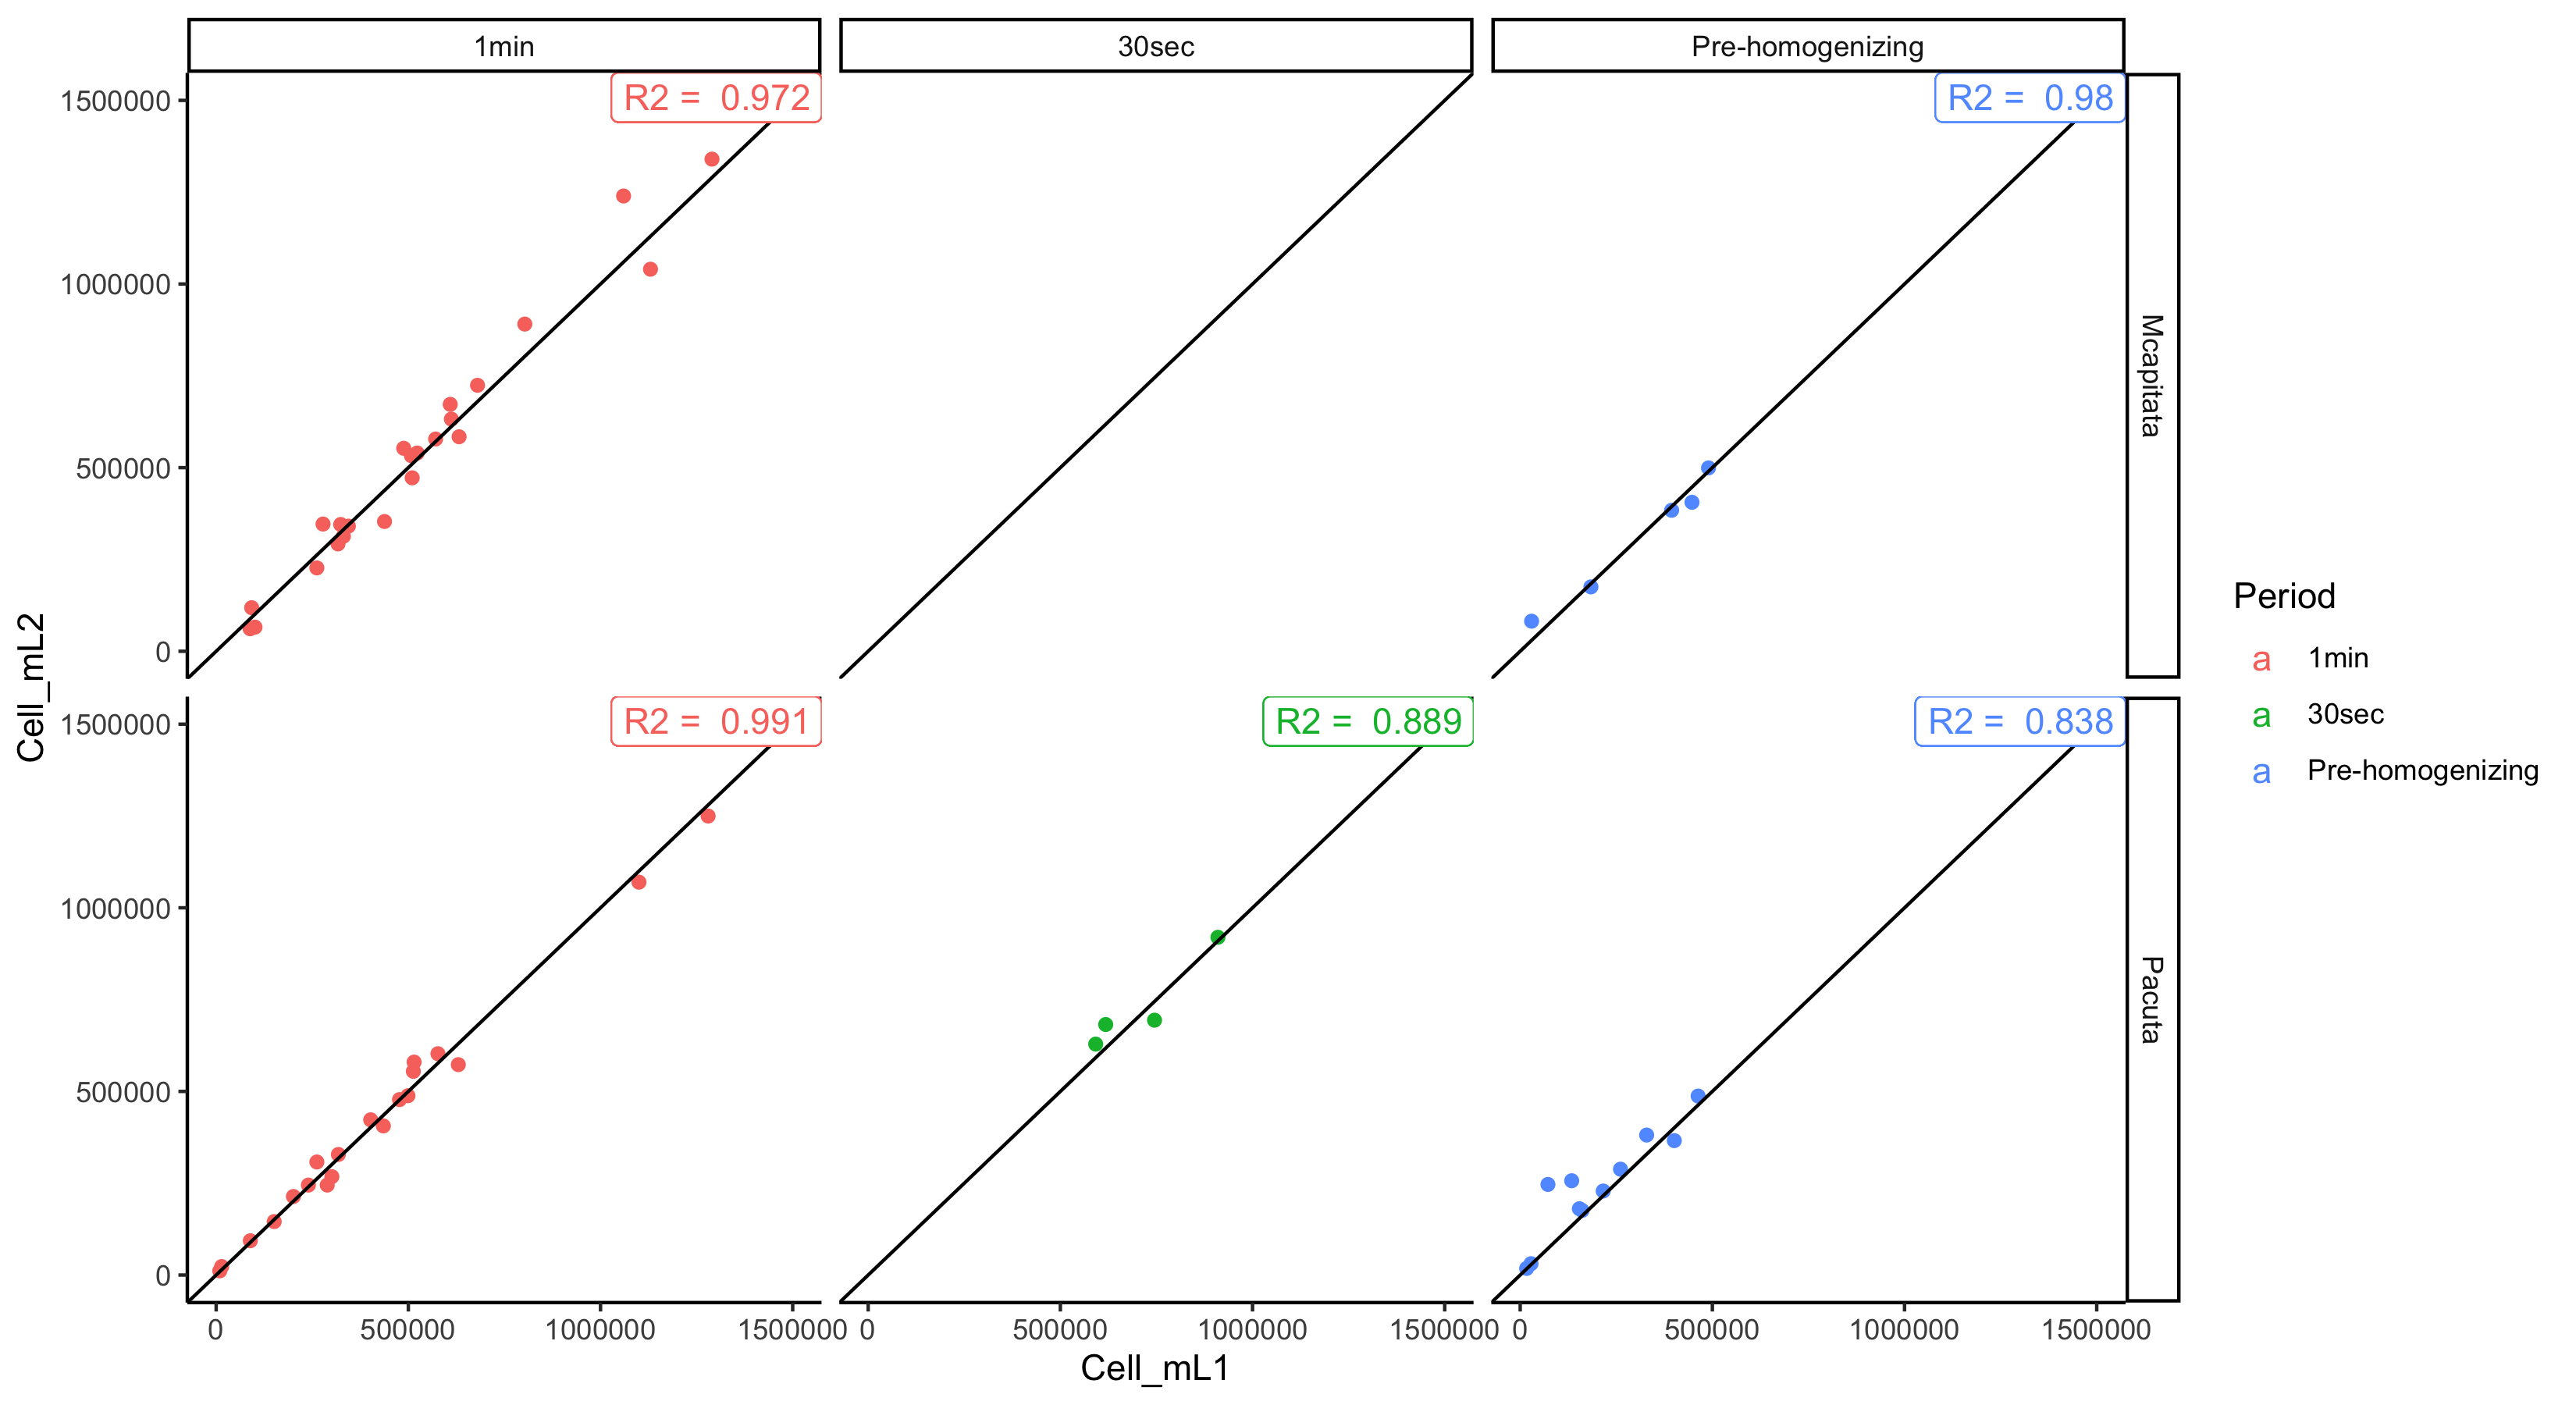 1min
30sec
Pre-homogenizing
R2 =  0.972
R2 =  0.98
1500000
1000000
500000
0
Mcapitata
Cell_mL2
R2 =  0.991
R2 =  0.889
R2 =  0.838
1500000
1000000
500000
0
Pacuta
0 500000 1000000 1500000
0 500000 1000000 1500000
0 500000 1000000 1500000
Cell_mL1
Period
a 1min
a 30sec
a Pre-homogenizing